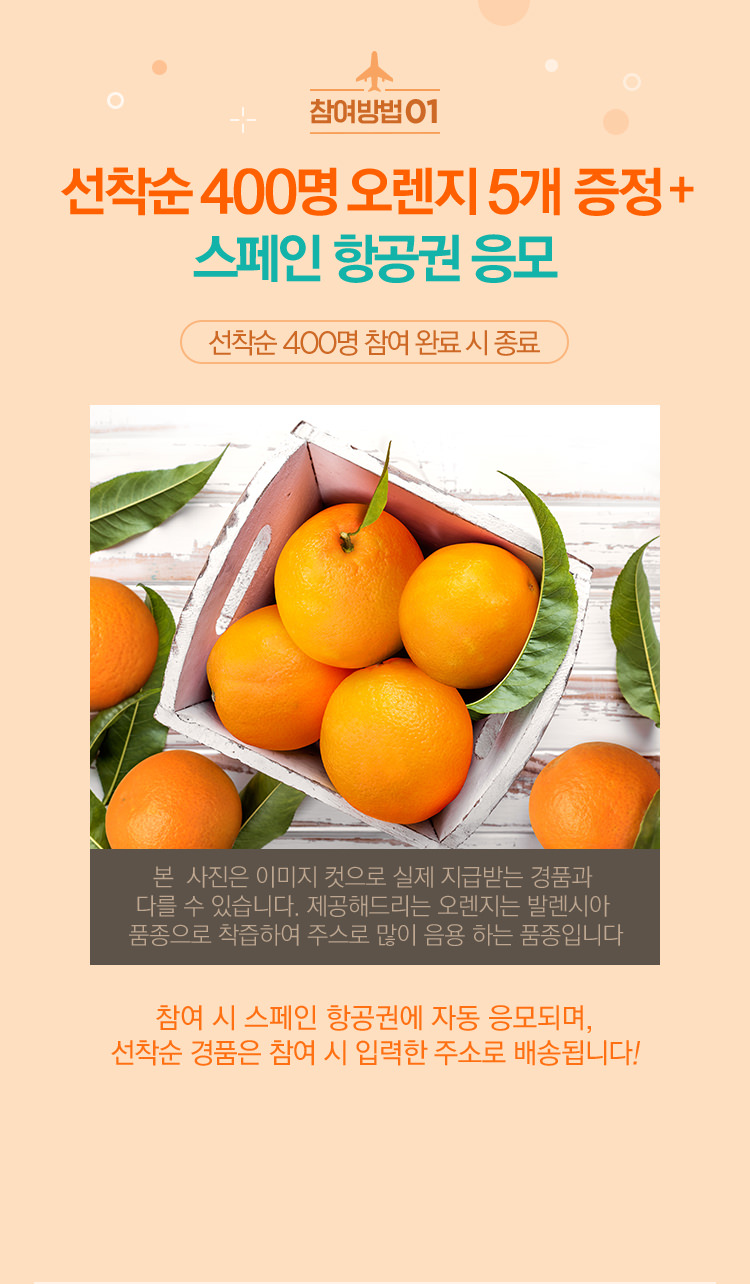 참여방법 01
선착순 400명 오렌지 5개 증정+
스페인 항공권 응모
선착순 400명 참여 완료 시 종료
본 사진은 이미지 컷으로 실제 지급받는 경품과
다를 수 있습니다. 제공해드리는 오렌지는 발렌시아
품종으로 착즙하여 주스로 많이 음용 하는 품종입니다
참여 시 스페인 항공권에 자동 응모되며,
선착순 경품은 참여 시 입력한 주소로 배송됩니다!